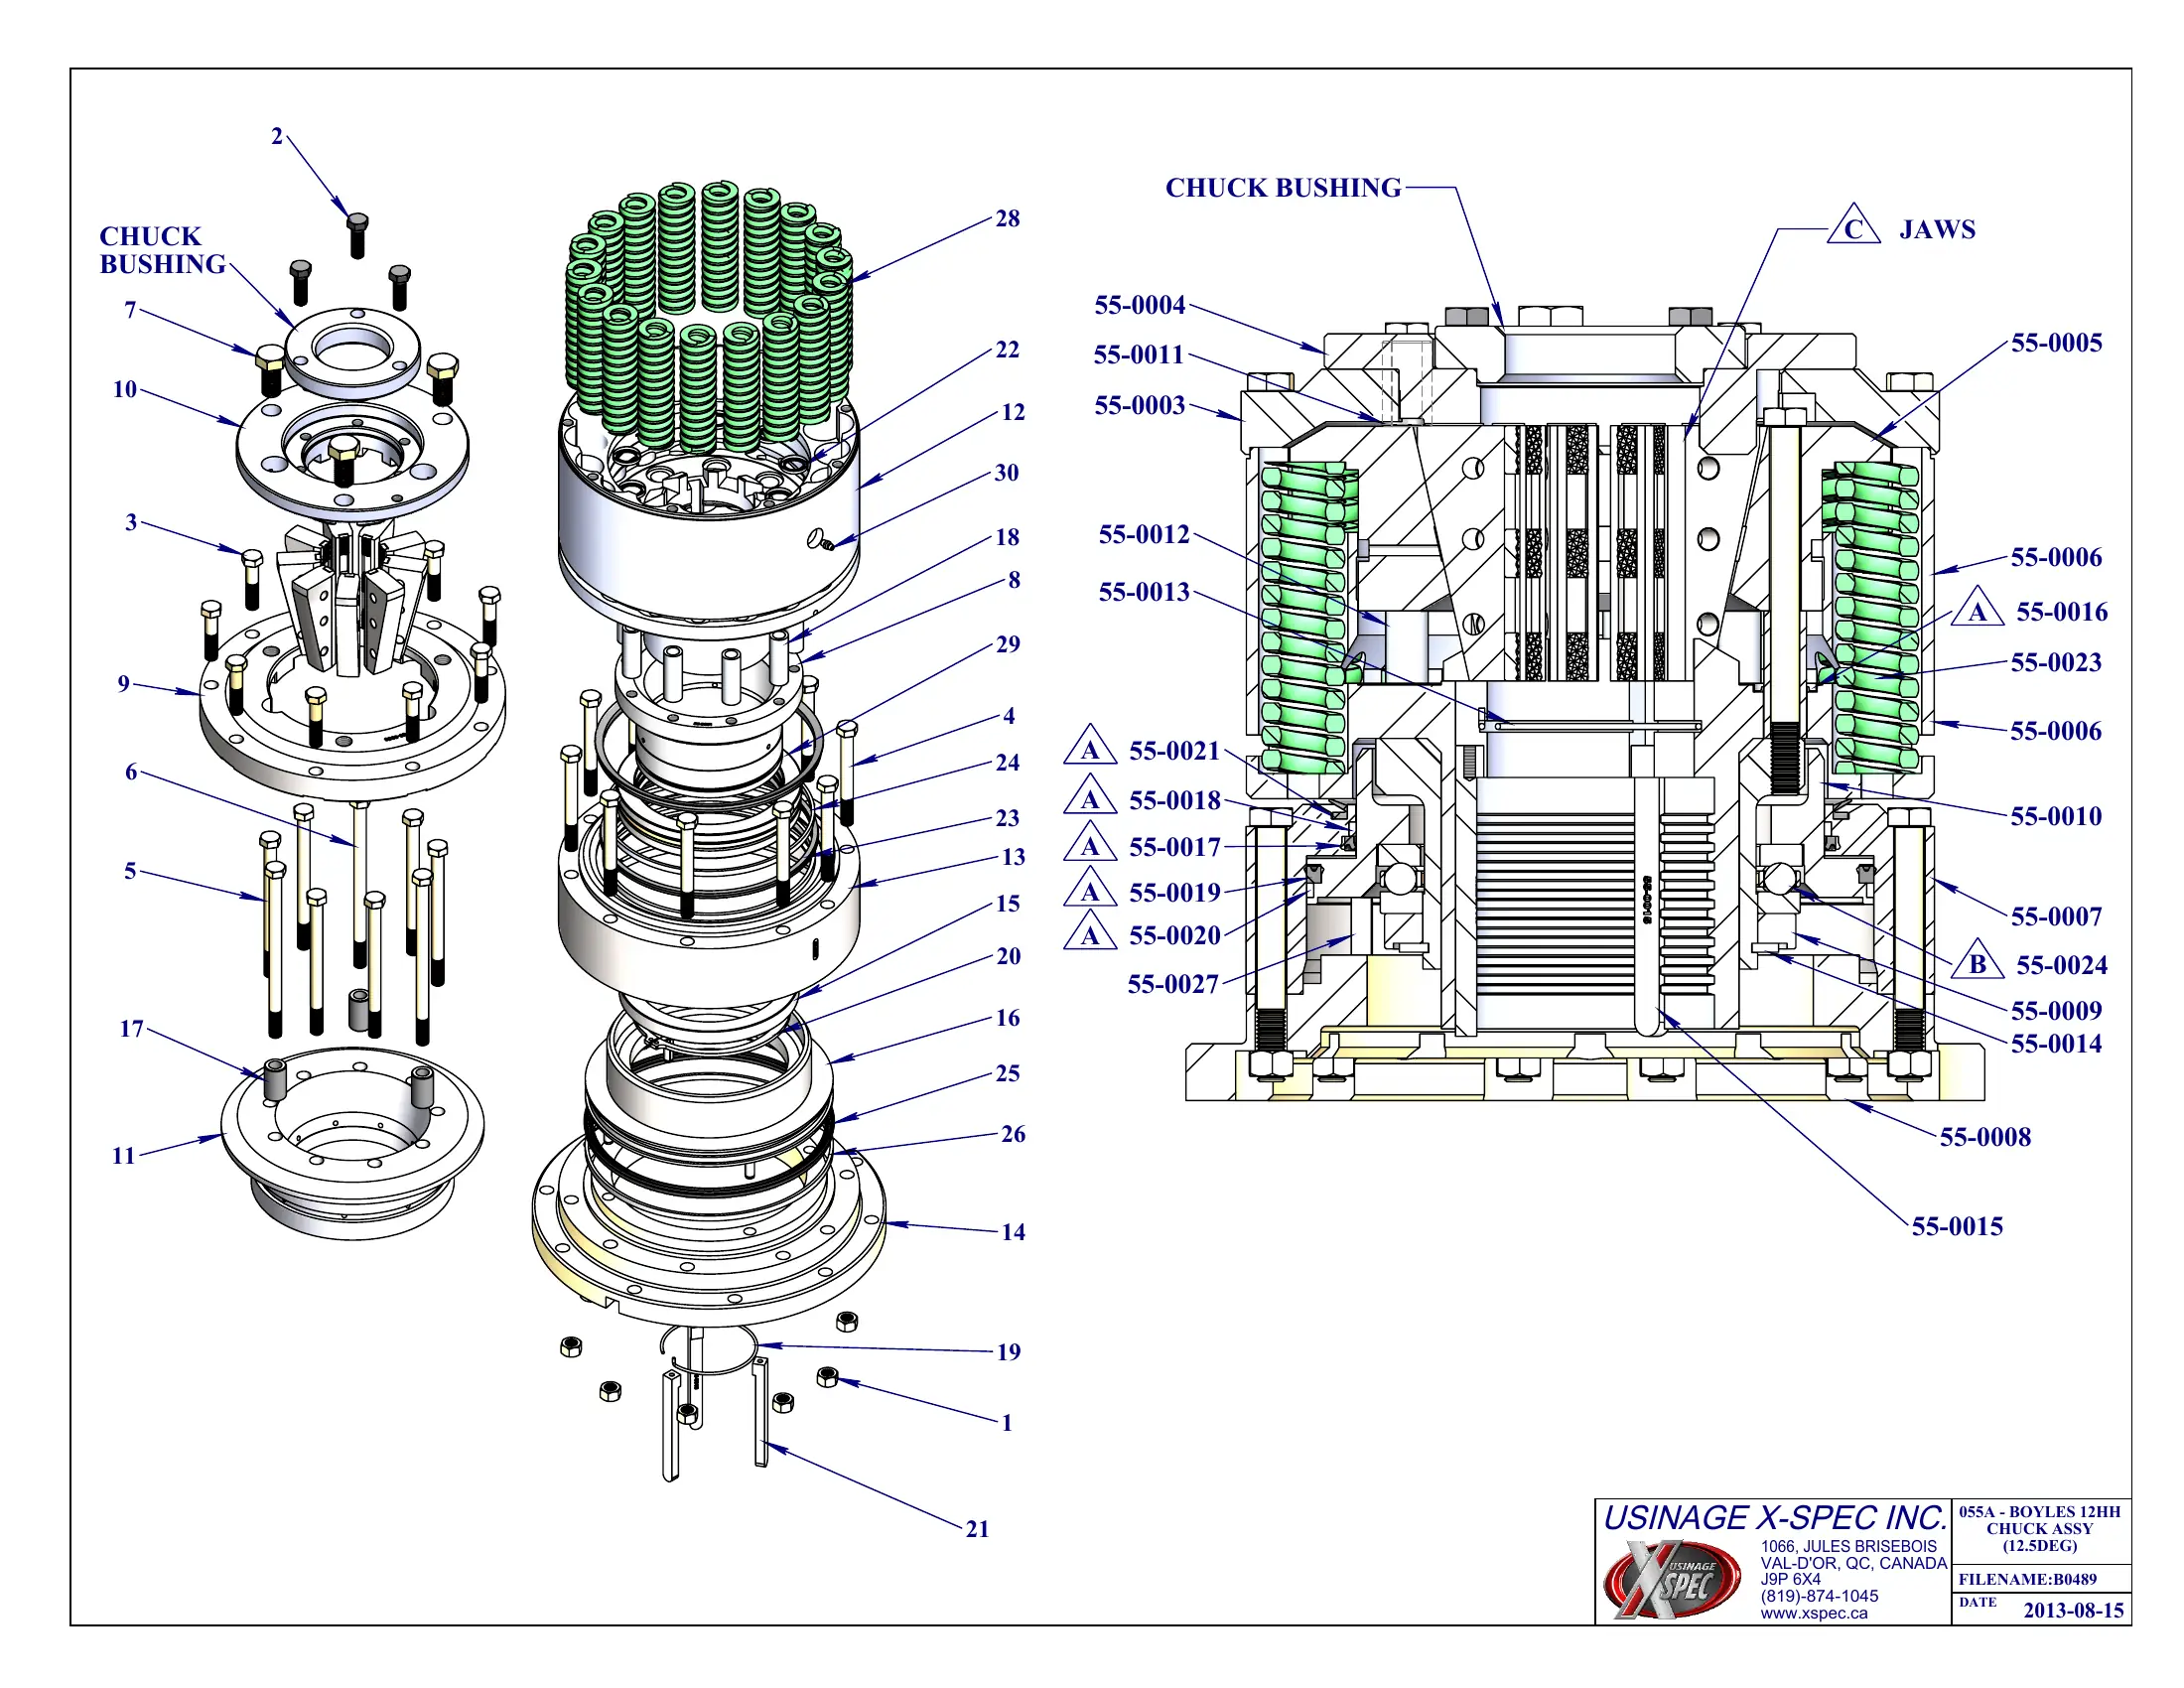 2
CHUCK
BUSHING
7
10
3
9
6
5
17
11
28
22
12
30
18
8
29
4
24
23
13
15
20
16
25
26
14
19
1
21
CHUCK BUSHING
C JAWS
55-0004
55-0011
55-0003
55-0012
55-0013
A 55-0021
A 55-0018
A 55-0017
A 55-0019
A 55-0020
55-0027
55-0005
55-0006
A 55-0016
55-0023
55-0006
55-0010
55-0007
B 55-0024
55-0009
55-0014
55-0008
55-0015
USINAGE X-SPEC INC.
USINAGE
XSPEC
1066, JULES BRISEBOIS
VAL-D'OR, QC, CANADA
J9P 6X4
(819)-874-1045
www.xspec.ca
055A - BOYLES 12HH
CHUCK ASSY
(12.5DEG)
FILENAME:B0489
DATE
2013-08-15